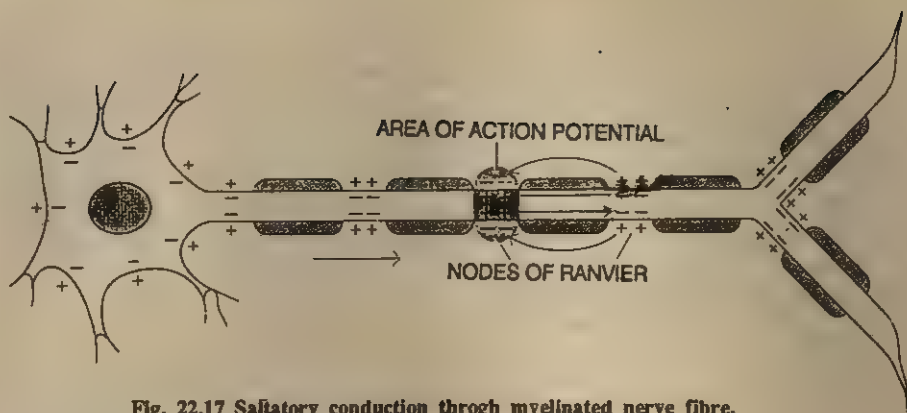 AREA OF ACTION POTENTIAL
NODES OF RANVIER
Fig. 22.17 Saltatory conduction throgh myelinated nerve fibre.